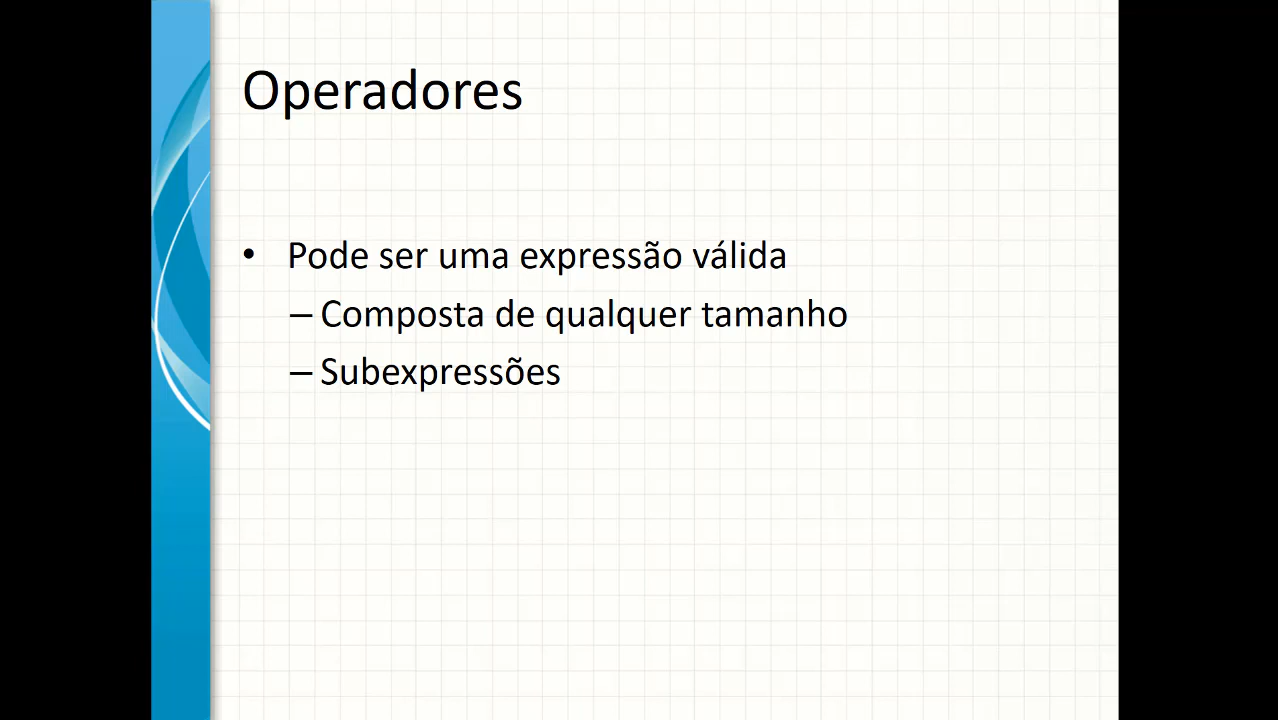 Operadores
• Pode ser uma expressão válida
– Composta de qualquer tamanho
– Subexpressões